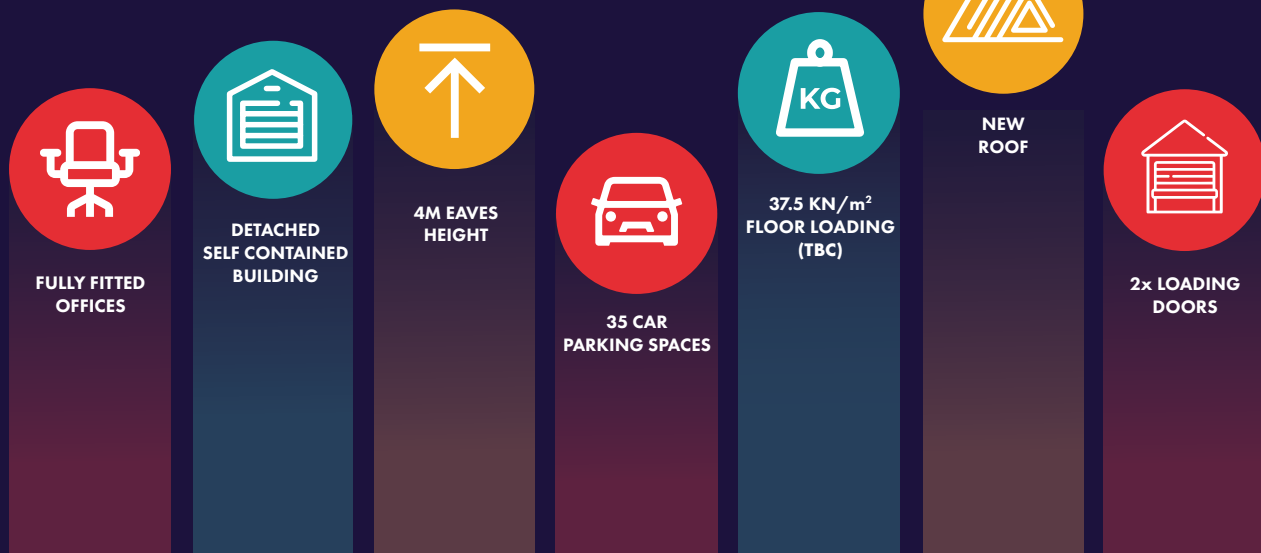 FULLY FITTED
OFFICES
DETACHED
SELF CONTAINED
BUILDING
4M EAVES
HEIGHT
35 CAR
PARKING SPACES
KG
37.5 KN/m²
FLOOR LOADING
(TBC)
NEW
ROOF
2x LOADING
DOORS